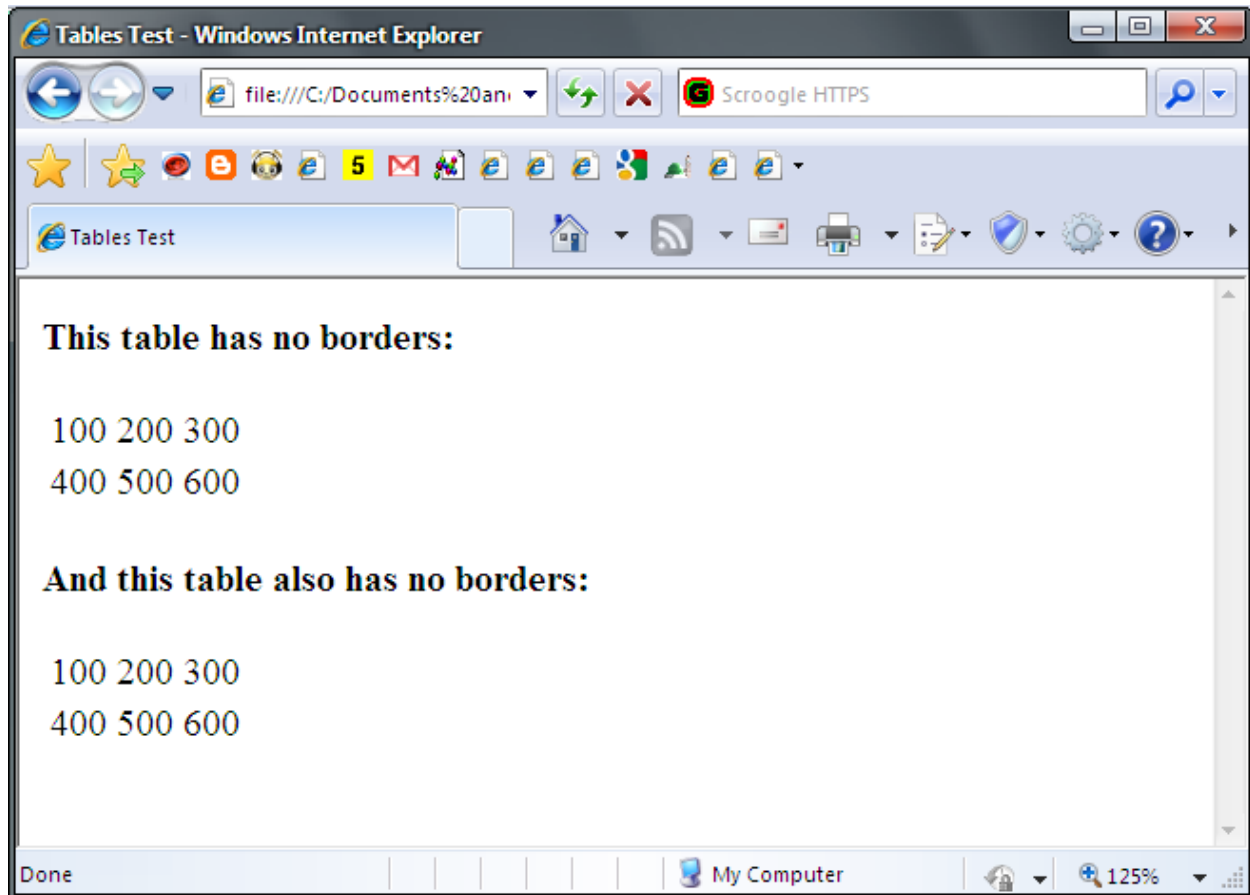 Tables Test - Windows Internet Explorer
file:///C:/Documents%20an
Scroogle HTTPS
5
Tables Test
This table has no borders:
100 200 300
400 500 600
And this table also has no borders:
100 200 300
400 500 600
Done
My Computer
125%